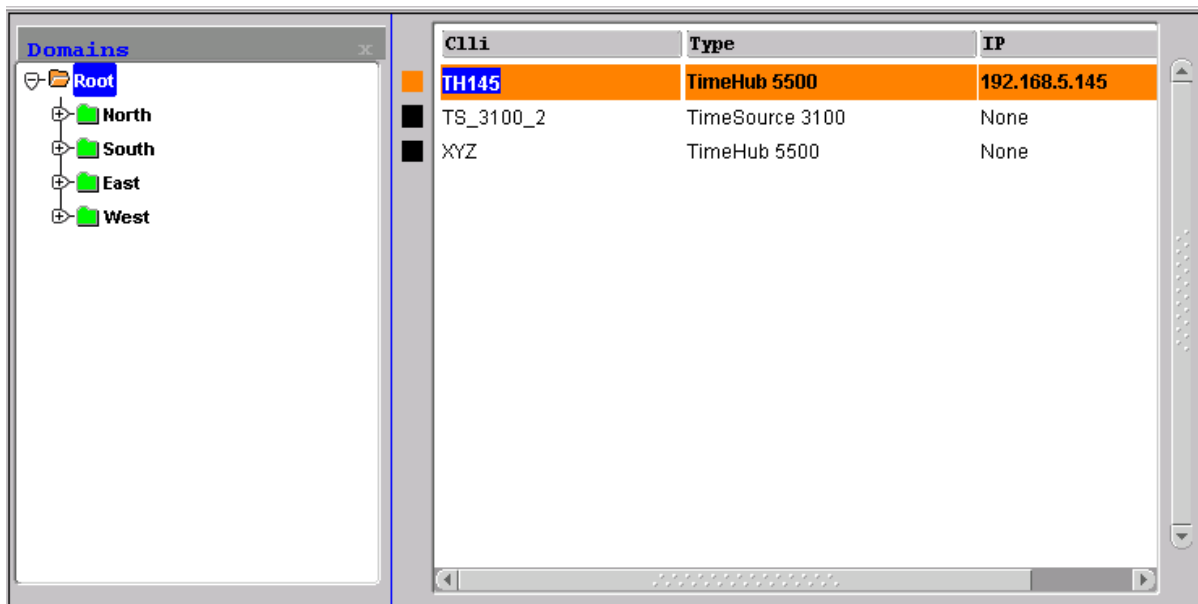 Domains x
Root
North
South
East
West
Clli Type IP
TH145 TimeHub 5500 192.168.5.145
TS_3100_2 TimeSource 3100 None
XYZ TimeHub 5500 None